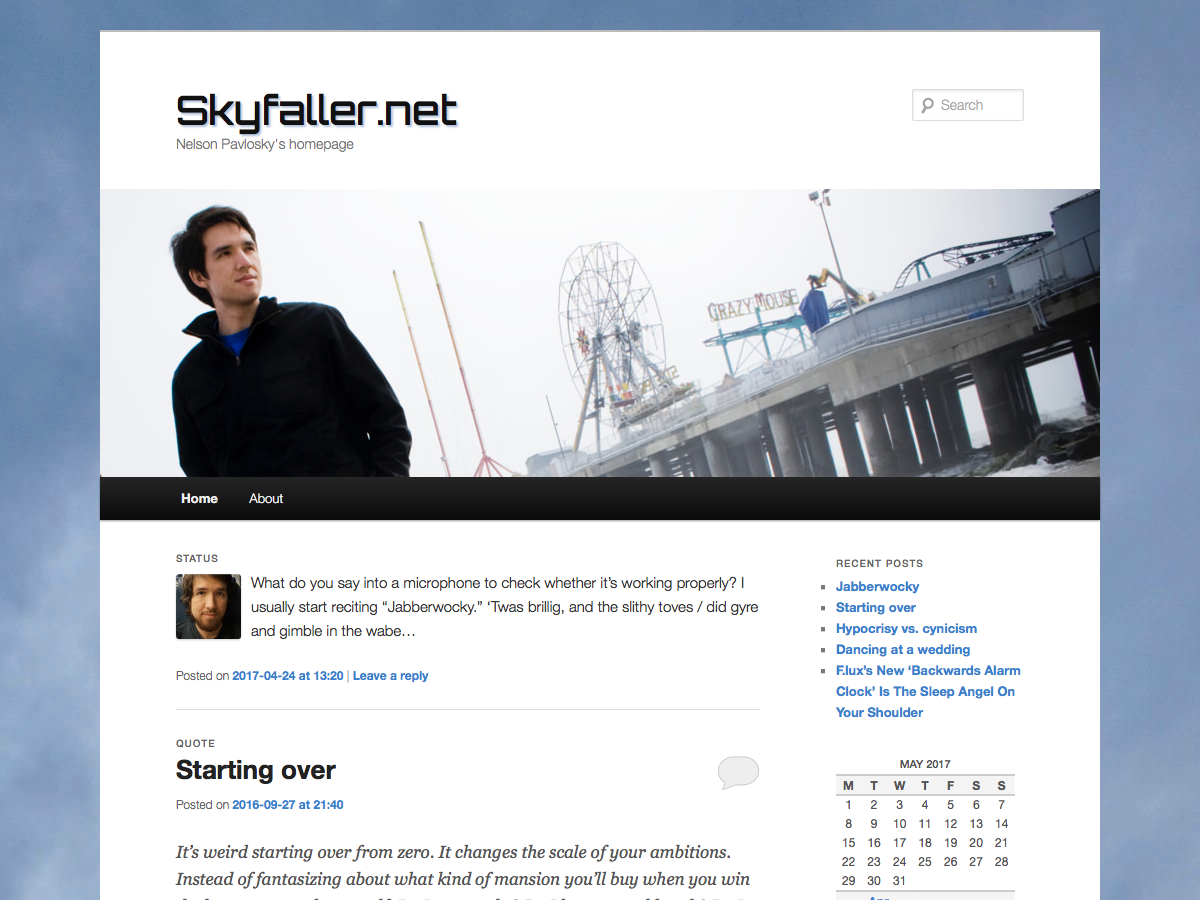 Skyfaller.net
Nelson Pavlosky's homepage
Search
CRAZY MOUSE
Home
About
STATUS
What do you say into a microphone to check whether it’s working properly? I
usually start reciting “Jabberwocky.” ‘Twas brillig, and the slithy toves / did gyre
and gimble in the wabe…
Posted on 2017-04-24 at 13:20 | Leave a reply
QUOTE
Starting over
Posted on 2016-09-27 at 21:40
It’s weird starting over from zero. It changes the scale of your ambitions.
Instead of fantasizing about what kind of mansion you’ll buy when you win
RECENT POSTS
Jabberwocky
Starting over
Hypocrisy vs. cynicism
Dancing at a wedding
F.lux’s New ‘Backwards Alarm
Clock’ Is The Sleep Angel On
Your Shoulder
MAY 2017
M T W T F S S
1 2 3 4 5 6 7
8 9 10 11 12 13 14
15 16 17 18 19 20 21
22 23 24 25 26 27 28
29 30 31